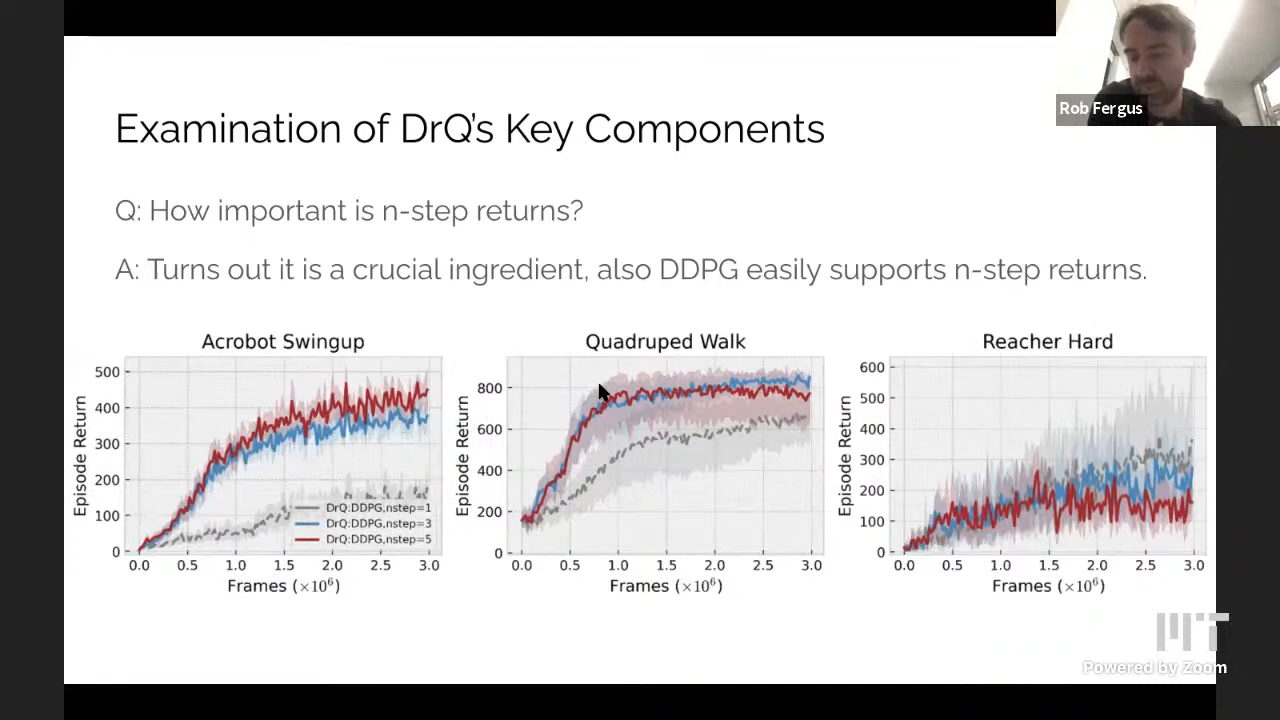 Rob Fergus
Examination of DrQ's Key Components
Q: How important is n-step returns?
A: Turns out it is a crucial ingredient, also DDPG easily supports n-step returns.
Acrobot Swingup
Episode Return
500
400
300
200
100
0
0.0 0.5 1.0 1.5 2.0 2.5 3.0
Frames (×10⁶)
DrQ:DDPG,nstep=1
DrQ:DDPG,nstep=3
DrQ:DDPG,nstep=5
Quadruped Walk
Episode Return
800
600
400
200
0
0.0 0.5 1.0 1.5 2.0 2.5 3.0
Frames (×10⁶)
Reacher Hard
Episode Return
600
500
400
300
200
100
0
0.0 0.5 1.0 1.5 2.0 2.5 3.0
Frames (×10⁶)
MIT
Powered by Zoom